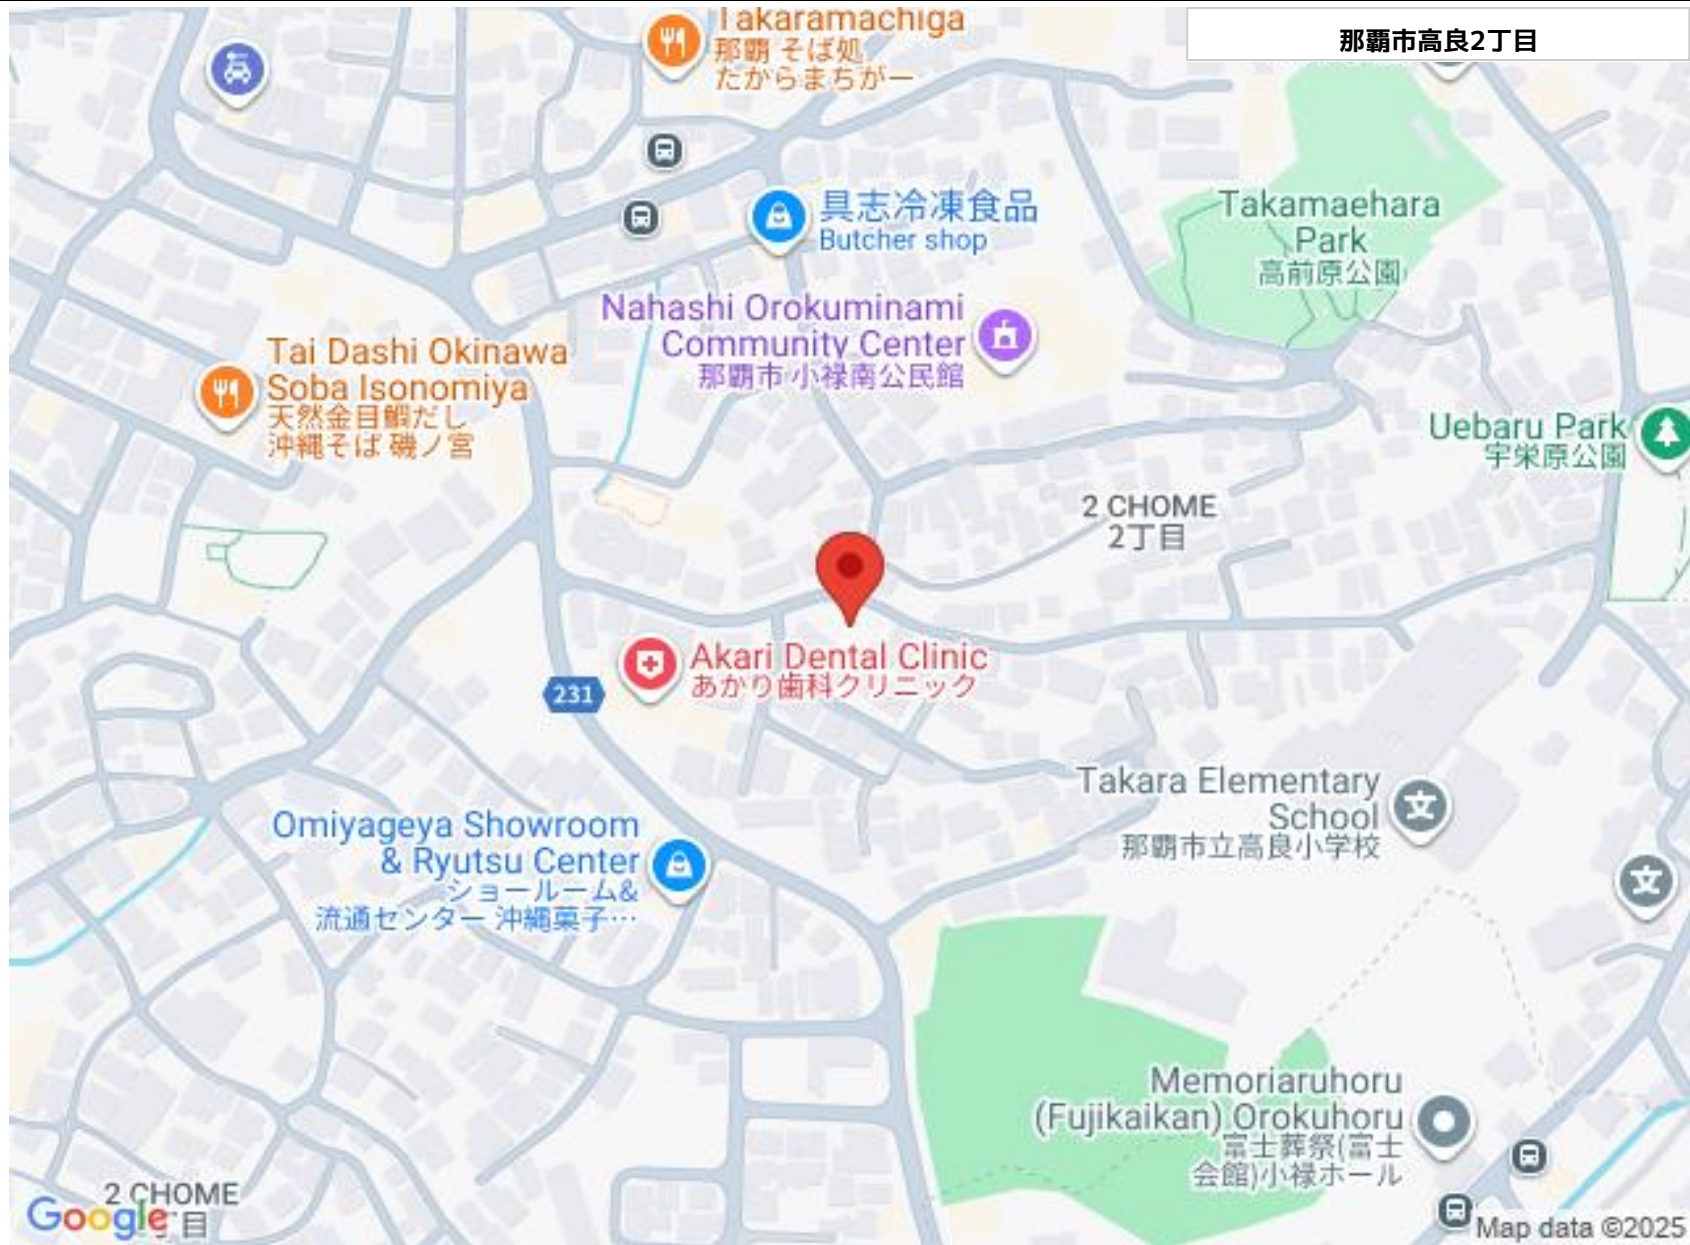 Takaramachiga
那覇 そば処
たからまちがー
那覇市高良2丁目
具志冷凍食品
Butcher shop
Takamaehara
Park
高前原公園
Nahashi Orokuminami
Community Center
那覇市 小禄南公民館
Tai Dashi Okinawa
Soba Isonomiya
天然金目鯛だし
沖縄そば 磯ノ宮
Uebaru Park
宇栄原公園
2 CHOME
2丁目
Akari Dental Clinic
あかり歯科クリニック
231
Takara Elementary
School
那覇市立高良小学校
文
Omiyageya Showroom
& Ryutsu Center
ショールーム&
流通センター 沖縄菓子…
文
Memoriaruhoru
(Fujikaikan) Orokuhoru
富士葬祭(富士
会館)小禄ホール
2 CHOME
丁目
Google
Map data ©2025